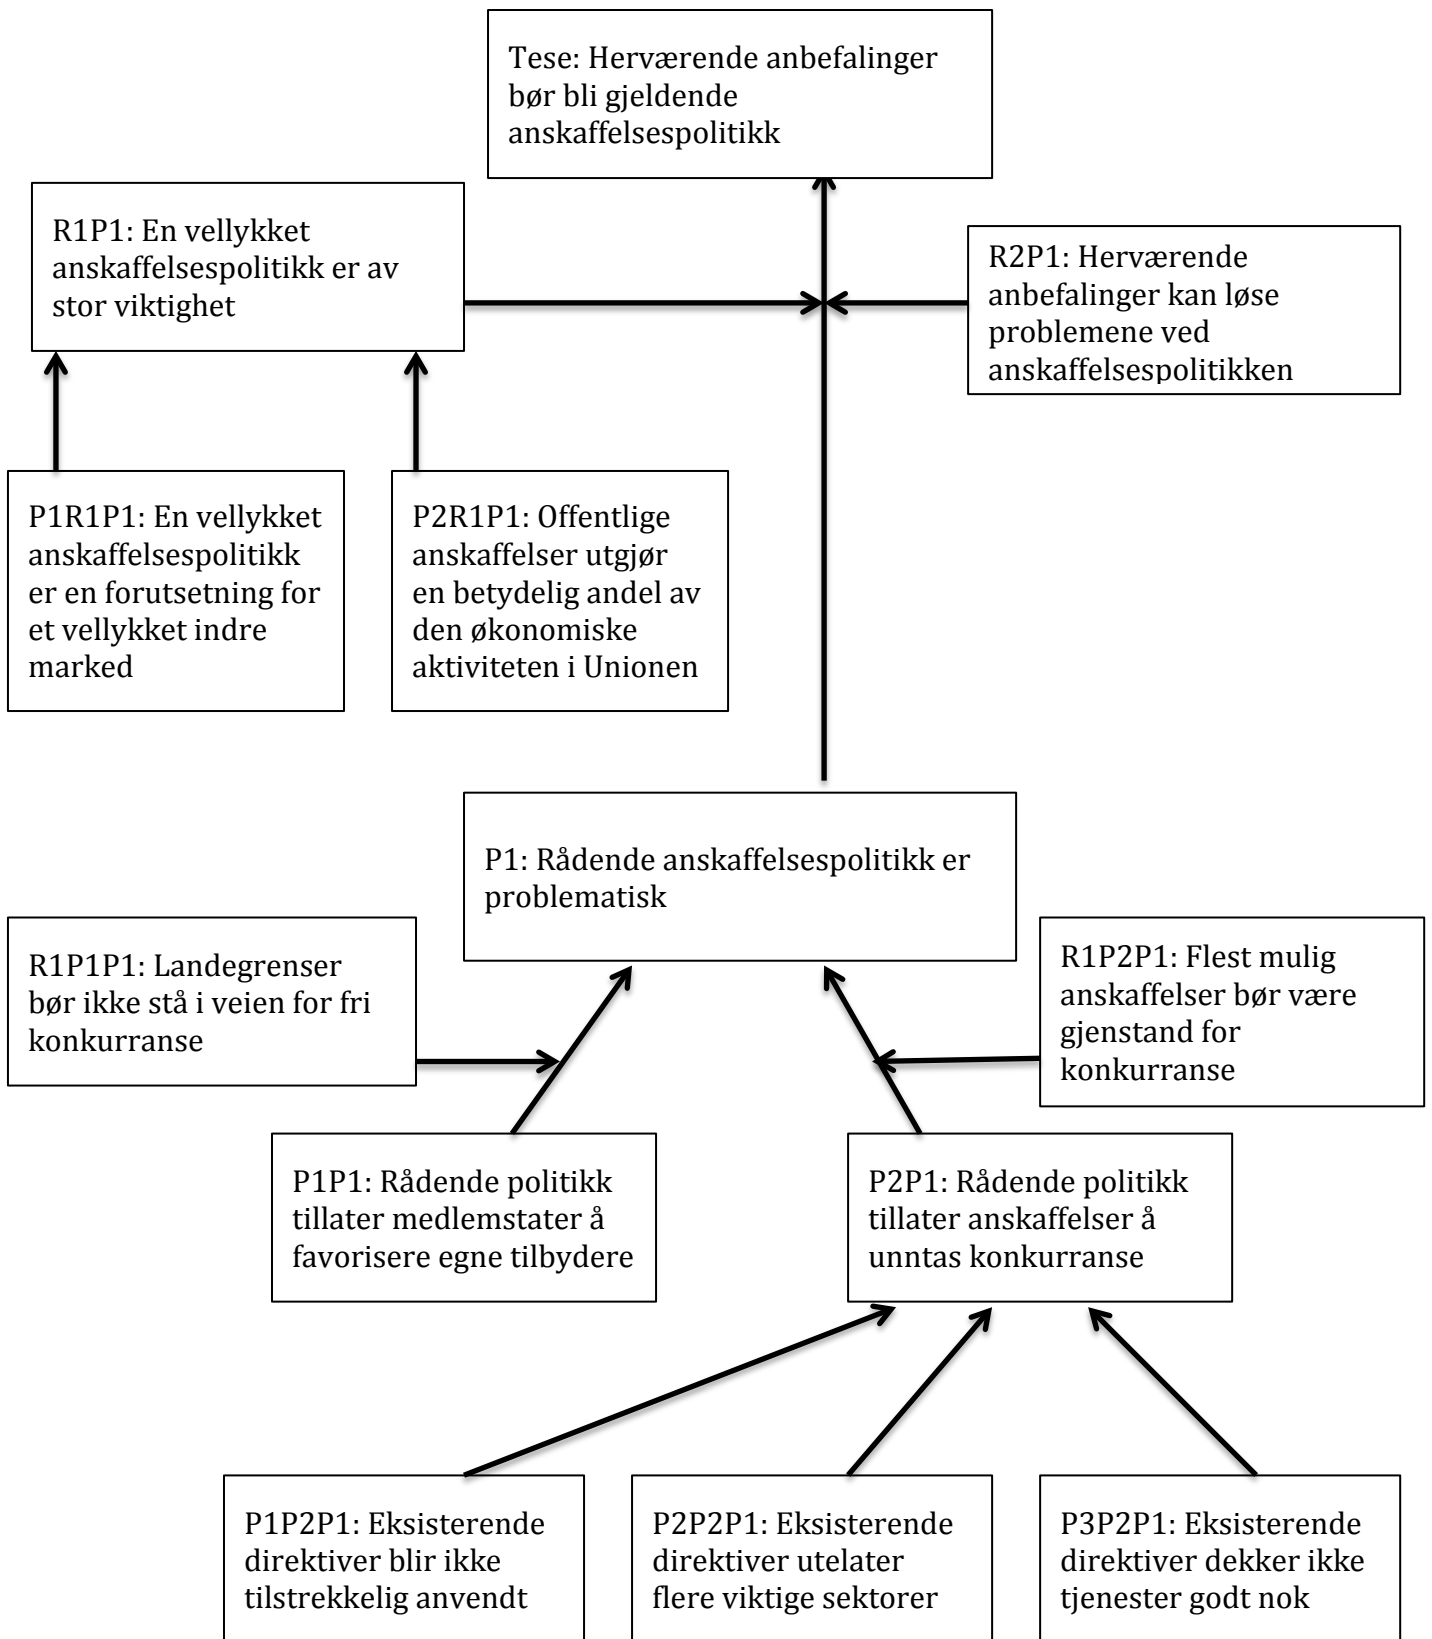 Tese: Herværende anbefalinger
bør bli gjeldende
anskaffelsespolitikk
R1P1: En vellykket
anskaffelsespolitikk er av
stor viktighet
R2P1: Herværende
anbefalinger kan løse
problemene ved
anskaffelsespolitikken
P1R1P1: En vellykket
anskaffelsespolitikk
er en forutsetning for
et vellykket indre
marked
P2R1P1: Offentlige
anskaffelser utgjør
en betydelig andel av
den økonomiske
aktiviteten i Unionen
P1: Rådende anskaffelsespolitikk er
problematisk
R1P1P1: Landegrenser
bør ikke stå i veien for fri
konkurranse
R1P2P1: Flest mulig
anskaffelser bør være
gjenstand for
konkurranse
P1P1: Rådende politikk
tillater medlemstater å
favorisere egne tilbydere
P2P1: Rådende politikk
tillater anskaffelser å
unntas konkurranse
P1P2P1: Eksisterende
direktiver blir ikke
tilstrekkelig anvendt
P2P2P1: Eksisterende
direktiver utelater
flere viktige sektorer
P3P2P1: Eksisterende
direktiver dekker ikke
tjenester godt nok